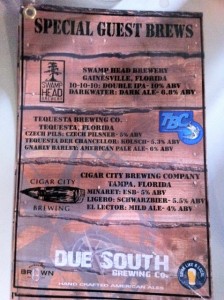 SPECIAL GUEST BREWS
SWAMP HEAD BREWERY
GAINESVILLE, FLORIDA
10-10-10: DOUBLE IPA- 10% ABV
DARKWATER: DARK ALE- 6.8% ABV
SWAMP
HEAD
TEQUESTA BREWING CO.
TEQUESTA, FLORIDA
CZECH PILS: CZECH PILSNER- 5% ABV
TEQUESTA DER CHANCELLOR: KOLSCH- 5.3% ABV
GNARLY BARLEY: AMERICAN PALE ALE- 6% ABV
TBC
CIGAR CITY BREWING COMPANY
TAMPA, FLORIDA
MINARET: ESB- 5% ABV
LIGERO: SCHWARZBIER- 5.5% ABV
EL LECTOR: MILD ALE- 4% ABV
CIGAR CITY
BREWING
DUE SOUTH
BREWING CO.
HAND CRAFTED AMERICAN ALES
BROWN